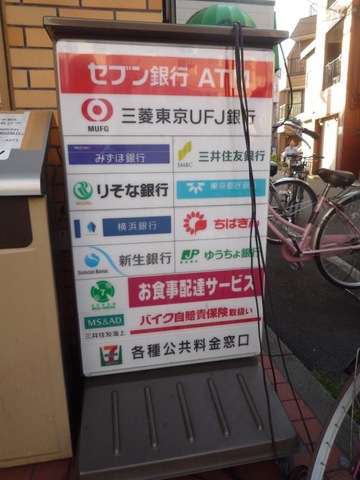 セブン銀行 ATM
MUFG 三菱東京UFJ銀行
みずほ銀行
SMBC 三井住友銀行
RESONA りそな銀行
東京都民銀行
横浜銀行
ちばぎん
SHINSEI BANK 新生銀行
JP BANK ゆうちょ銀行
お食事配達サービス
MS&AD 三井住友海上
バイク自賠責保険取扱い
各種公共料金窓口